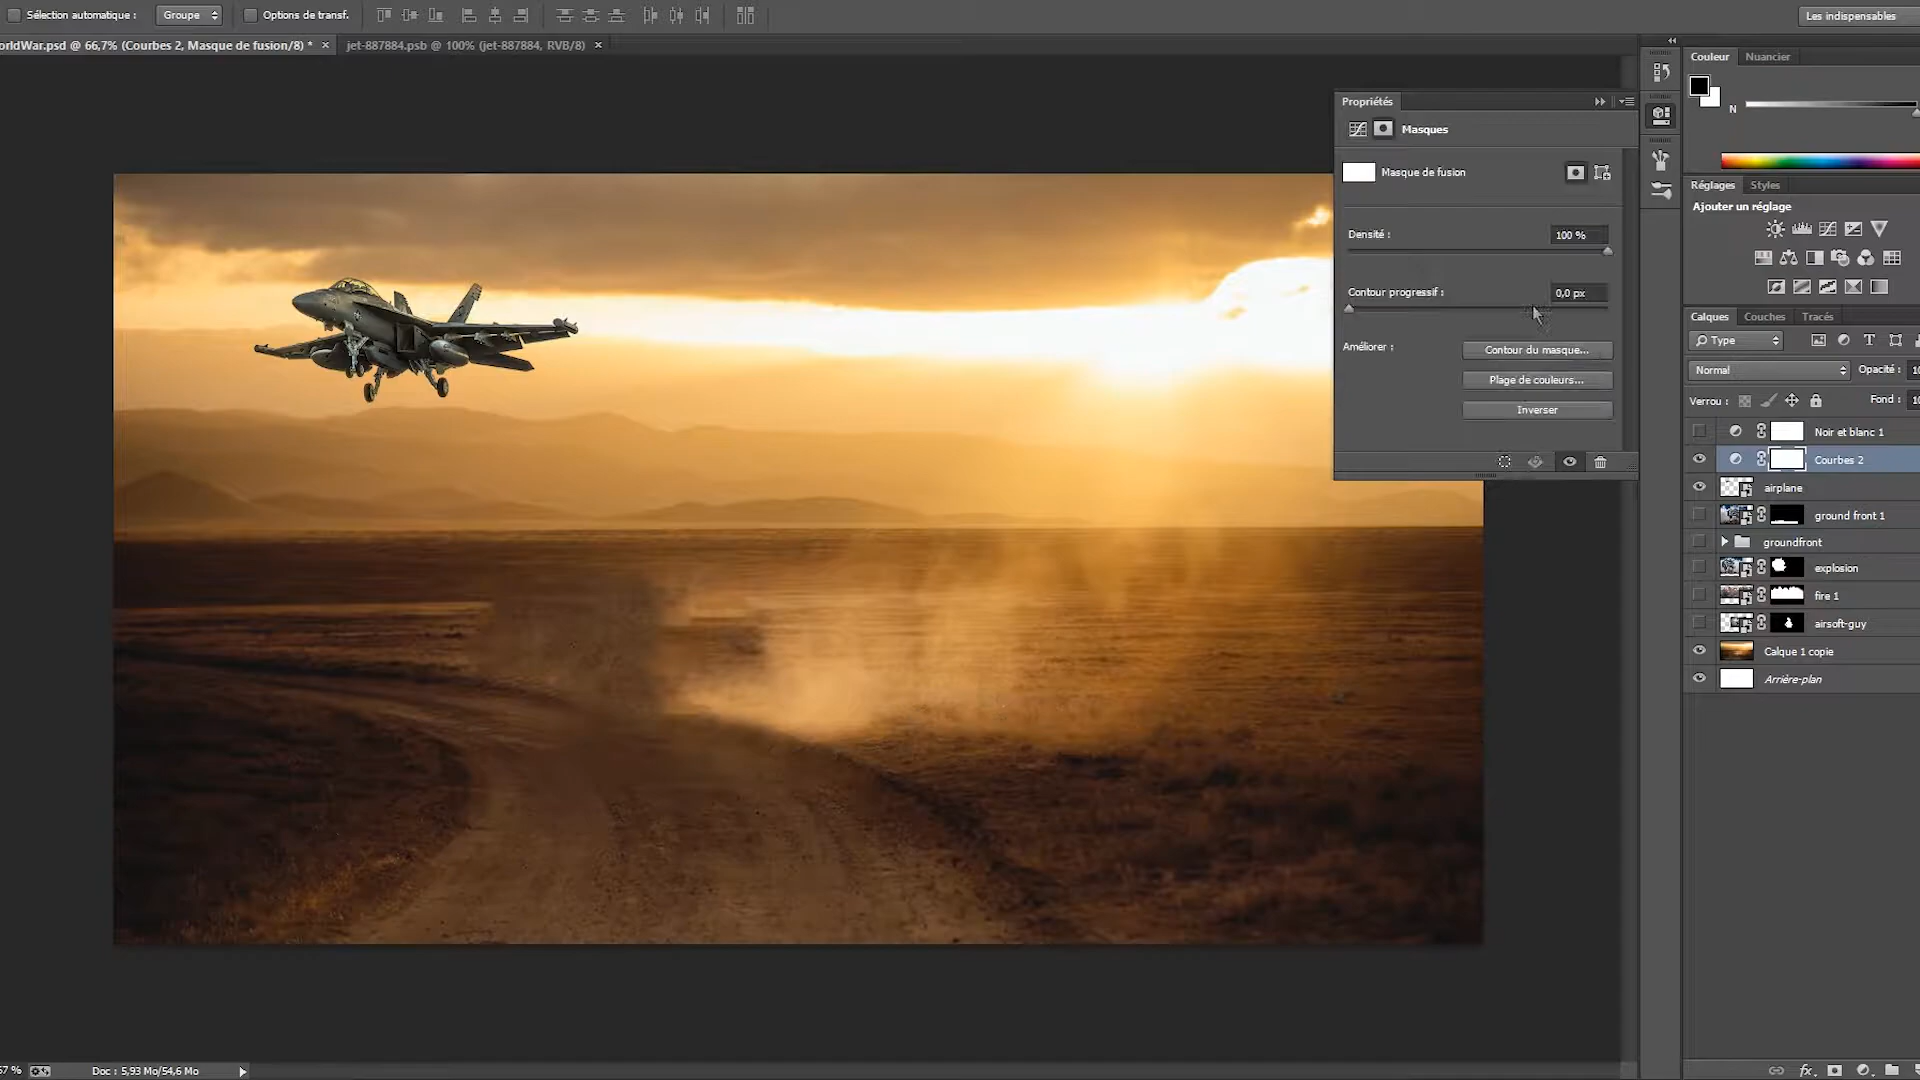 Sélection automatique :
Groupe
Options de transf.
Les indispensables
orldWar.psd @ 66,7% (Courbes 2, Masque de fusion/8) * ×
jet-887884.psb @ 100% (jet-887884, RVB/8) ×
Couleur
Nuancier
N
Propriétés
Masques
Masque de fusion
Densité :
100 %
Contour progressif :
0,0 px
Améliorer :
Contour du masque...
Plage de couleurs...
Inverser
Réglages
Styles
Ajouter un réglage
Calques
Couches
Tracés
Type
Normal
Opacité : 10
Verrou :
Fond : 10
Noir et blanc 1
Courbes 2
airplane
ground front 1
groundfront
explosion
fire 1
airsoft-guy
Calque 1 copie
Arrière-plan
57 %
Doc : 5,93 Mo/54,6 Mo
fx